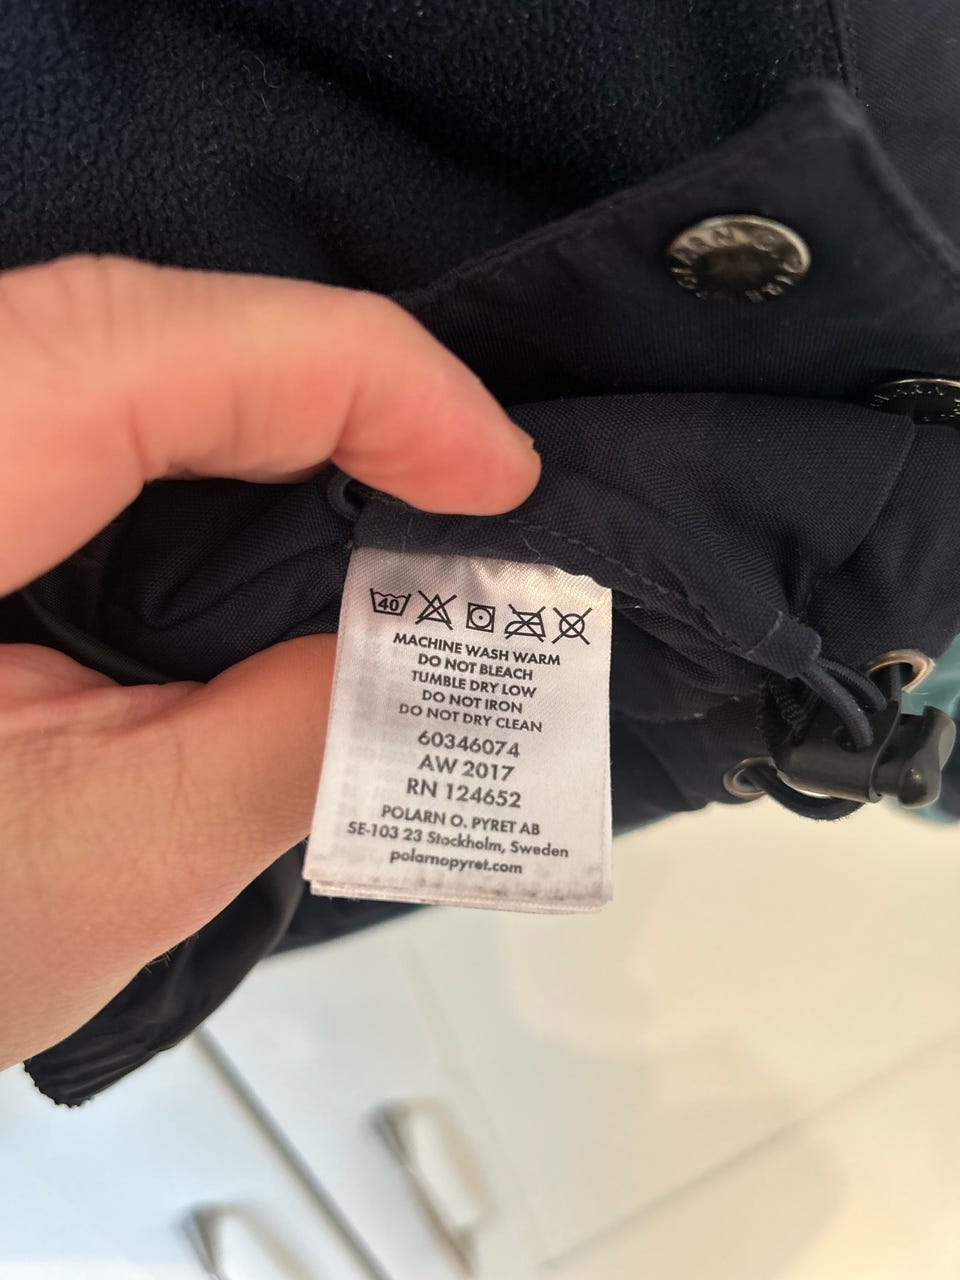 40
MACHINE WASH WARM
DO NOT BLEACH
TUMBLE DRY LOW
DO NOT IRON
DO NOT DRY CLEAN
60346074
AW 2017
RN 124652
POLARN O. PYRET AB
SE-103 23 Stockholm, Sweden
polarnopyret.com